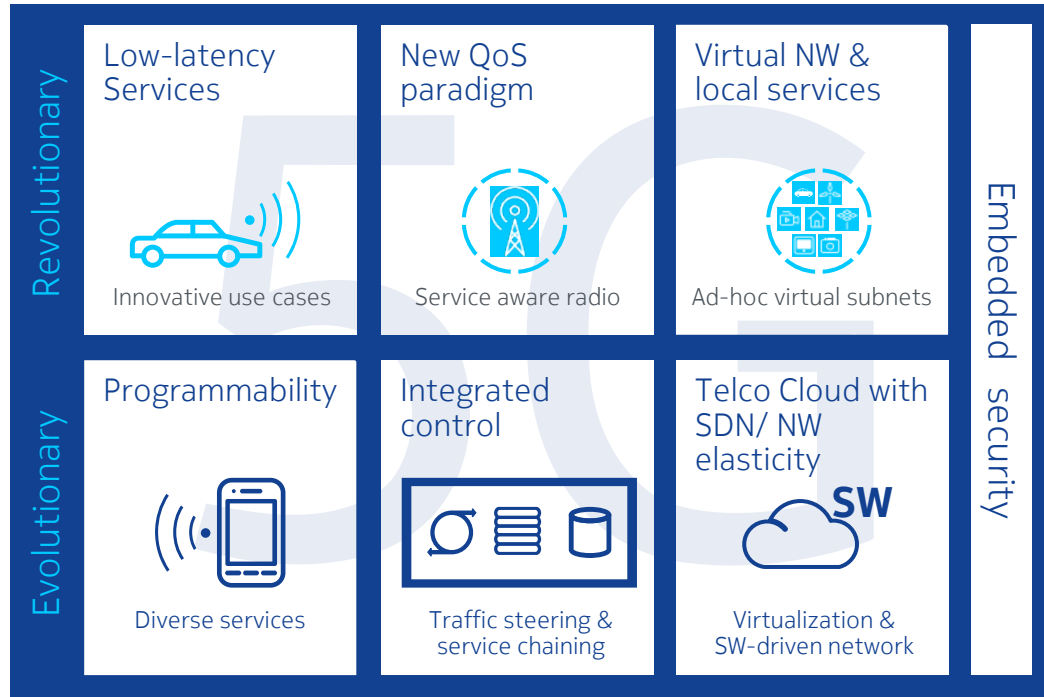 Revolutionary
Low-latency
Services
Innovative use cases
New QoS
paradigm
Service aware radio
Virtual NW &
local services
Ad-hoc virtual subnets
Evolutionary
Programmability
Diverse services
Integrated
control
Traffic steering &
service chaining
Telco Cloud with
SDN/ NW
elasticity
SW
Virtualization &
SW-driven network
Embedded security
5G